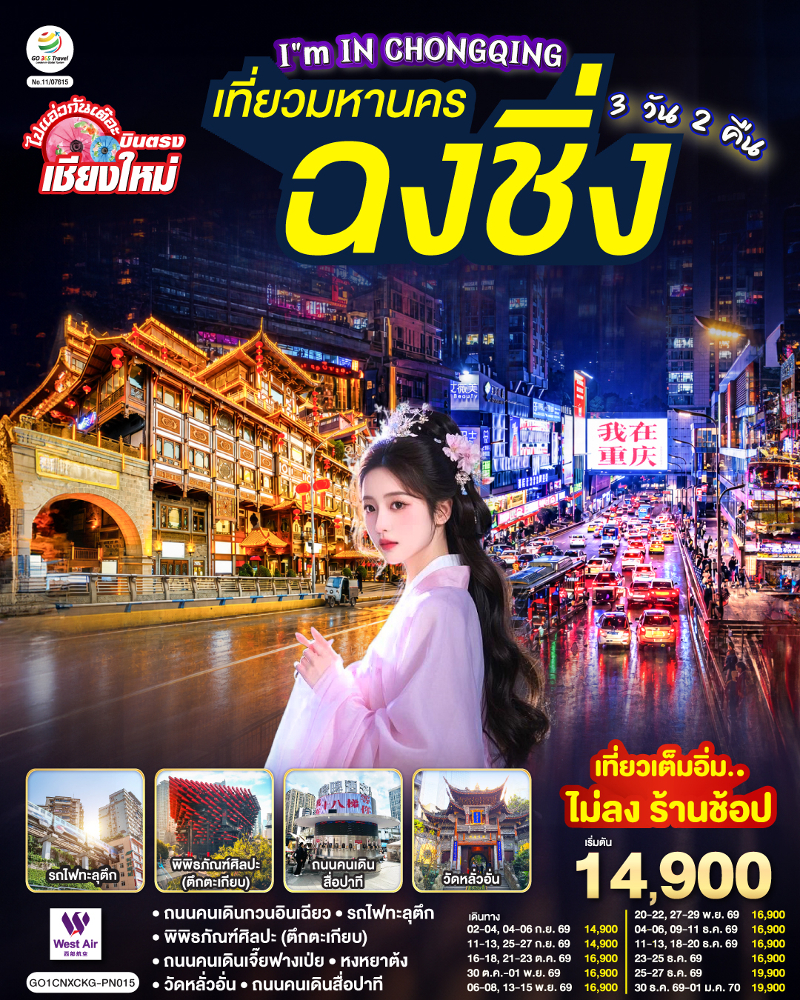 GO 365 Travel
Leaders in Global Tourism
No.11/07615
I"m IN CHONGQING
เที่ยวมหานคร
ฉงชิ่ง
3 วัน 2 คืน
ไปแอ่วกันเต๊อะ
บินตรง
เชียงใหม่
Beauty
我在
重庆
เที่ยวเต็มอิ่ม..
ไม่ลง ร้านช้อป
เริ่มต้น
14,900
รถไฟทะลุตึก
พิพิธภัณฑ์ศิลปะ
(ตึกตะเกียบ)
十八梯
ถนนคนเดิน
สื่อปาที
วัดหลั่วอั่น
West Air
西部航空
GO1CNXCKG-PN015
• ถนนคนเดินกวนอินเฉียว • รถไฟทะลุตึก
• พิพิธภัณฑ์ศิลปะ (ตึกตะเกียบ)
• ถนนคนเดินเจี๊ยฟางเป่ย • หงหยาต้ง
• วัดหลั่วอั่น • ถนนคนเดินสื่อปาที
เดินทาง
02-04, 04-06 ก.ย. 69 14,900
11-13, 25-27 ก.ย. 69 14,900
16-18, 21-23 ต.ค. 69 16,900
30 ต.ค.-01 พ.ย. 69 16,900
06-08, 13-15 พ.ย. 69 16,900
20-22, 27-29 พ.ย. 69 16,900
04-06, 09-11 ธ.ค. 69 16,900
11-13, 18-20 ธ.ค. 69 16,900
23-25 ธ.ค. 69 16,900
25-27 ธ.ค. 69 19,900
30 ธ.ค. 69-01 ม.ค. 70 19,900